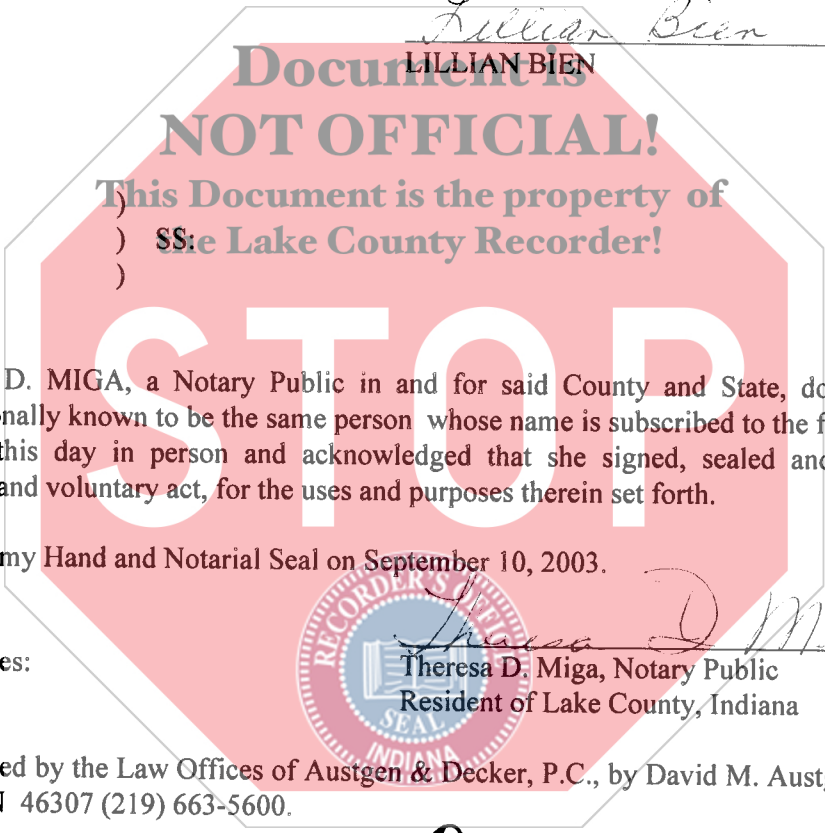 Lillian Bien
LILLIAN BIEN
Document is
NOT OFFICIAL!
This Document is the property of
the Lake County Recorder!
)
) SS:
)
STOP
D. MIGA, a Notary Public in and for said County and State, do
nally known to be the same person whose name is subscribed to the f
this day in person and acknowledged that she signed, sealed and
and voluntary act, for the uses and purposes therein set forth.
my Hand and Notarial Seal on September 10, 2003.
RECORDER'S OFFICE
SEAL
INDIANA
Theresa D. M
es:
Theresa D. Miga, Notary Public
Resident of Lake County, Indiana
ed by the Law Offices of Austgen & Decker, P.C., by David M. Aust
46307 (219) 663-5600.